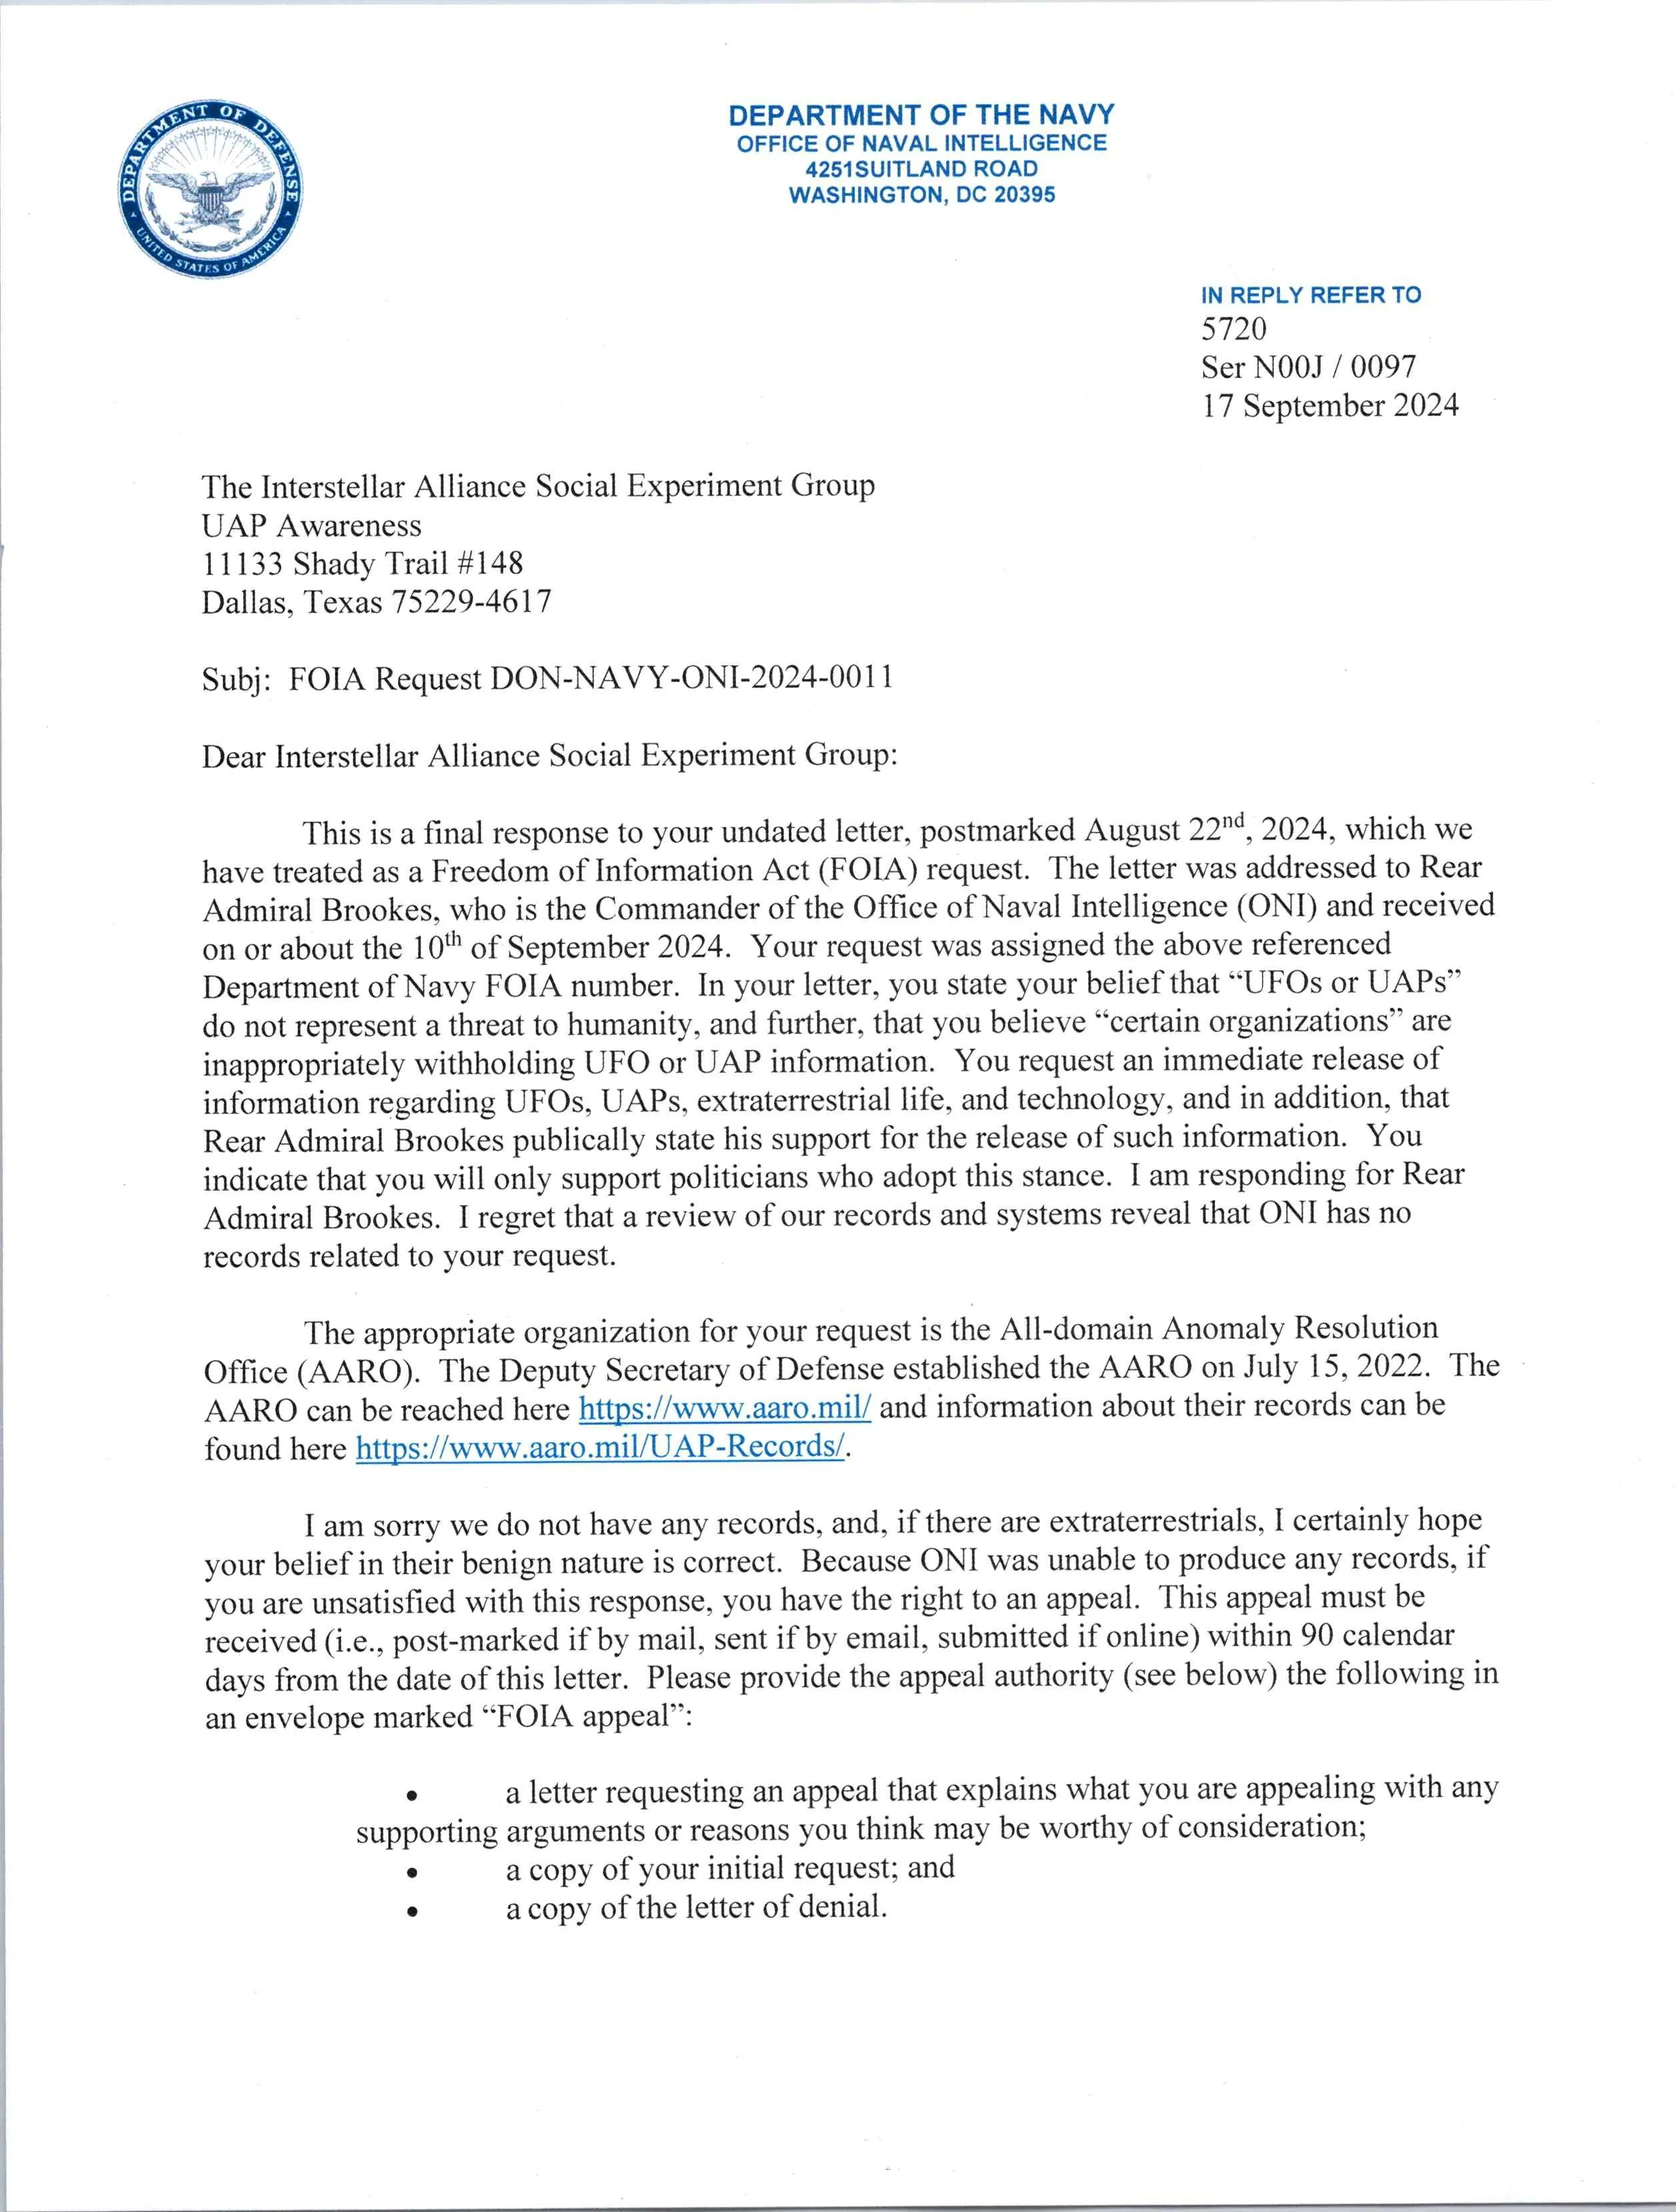 DEPARTMENT OF DEFENSE
UNITED STATES OF AMERICA
DEPARTMENT OF THE NAVY
OFFICE OF NAVAL INTELLIGENCE
4251SUITLAND ROAD
WASHINGTON, DC 20395
IN REPLY REFER TO
5720
Ser N00J / 0097
17 September 2024
The Interstellar Alliance Social Experiment Group
UAP Awareness
11133 Shady Trail #148
Dallas, Texas 75229-4617
Subj: FOIA Request DON-NAVY-ONI-2024-0011
Dear Interstellar Alliance Social Experiment Group:
This is a final response to your undated letter, postmarked August 22nd, 2024, which we
have treated as a Freedom of Information Act (FOIA) request. The letter was addressed to Rear
Admiral Brookes, who is the Commander of the Office of Naval Intelligence (ONI) and received
on or about the 10th of September 2024. Your request was assigned the above referenced
Department of Navy FOIA number. In your letter, you state your belief that “UFOs or UAPs”
do not represent a threat to humanity, and further, that you believe “certain organizations” are
inappropriately withholding UFO or UAP information. You request an immediate release of
information regarding UFOs, UAPs, extraterrestrial life, and technology, and in addition, that
Rear Admiral Brookes publically state his support for the release of such information. You
indicate that you will only support politicians who adopt this stance. I am responding for Rear
Admiral Brookes. I regret that a review of our records and systems reveal that ONI has no
records related to your request.
The appropriate organization for your request is the All-domain Anomaly Resolution
Office (AARO). The Deputy Secretary of Defense established the AARO on July 15, 2022. The
AARO can be reached here https://www.aaro.mil/ and information about their records can be
found here https://www.aaro.mil/UAP-Records/.
I am sorry we do not have any records, and, if there are extraterrestrials, I certainly hope
your belief in their benign nature is correct. Because ONI was unable to produce any records, if
you are unsatisfied with this response, you have the right to an appeal. This appeal must be
received (i.e., post-marked if by mail, sent if by email, submitted if online) within 90 calendar
days from the date of this letter. Please provide the appeal authority (see below) the following in
an envelope marked “FOIA appeal”:
• a letter requesting an appeal that explains what you are appealing with any
supporting arguments or reasons you think may be worthy of consideration;
• a copy of your initial request; and
• a copy of the letter of denial.